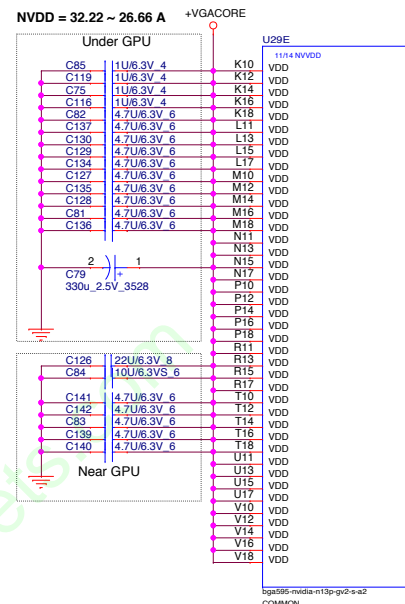 NVDD = 32.22 ~ 26.66 A
+VGACORE
Under GPU
U29E
11/14 NVVDD
C85 1U/6.3V_4 K10 VDD
C119 1U/6.3V_4 K12 VDD
C75 1U/6.3V_4 K14 VDD
C116 1U/6.3V_4 K16 VDD
C82 4.7U/6.3V_6 K18 VDD
C137 4.7U/6.3V_6 L11 VDD
C130 4.7U/6.3V_6 L13 VDD
C129 4.7U/6.3V_6 L15 VDD
C134 4.7U/6.3V_6 L17 VDD
C127 4.7U/6.3V_6 M10 VDD
C135 4.7U/6.3V_6 M12 VDD
C128 4.7U/6.3V_6 M14 VDD
C81 4.7U/6.3V_6 M16 VDD
C136 4.7U/6.3V_6 M18 VDD
N11 VDD
N13 VDD
2 + 1 N15 VDD
C79 N17 VDD
330u_2.5V_3528 P10 VDD
P12 VDD
P14 VDD
P16 VDD
P18 VDD
R11 VDD
C126 22U/6.3V_8 R13 VDD
C84 10U/6.3VS_6 R15 VDD
R17 VDD
C141 4.7U/6.3V_6 T10 VDD
C142 4.7U/6.3V_6 T12 VDD
C83 4.7U/6.3V_6 T14 VDD
C139 4.7U/6.3V_6 T16 VDD
C140 4.7U/6.3V_6 T18 VDD
U11 VDD
Near GPU U13 VDD
U15 VDD
U17 VDD
V10 VDD
V12 VDD
V14 VDD
V16 VDD
V18 VDD
bga595-nvidia-n13p-gv2-s-a2
COMMON
ets.com